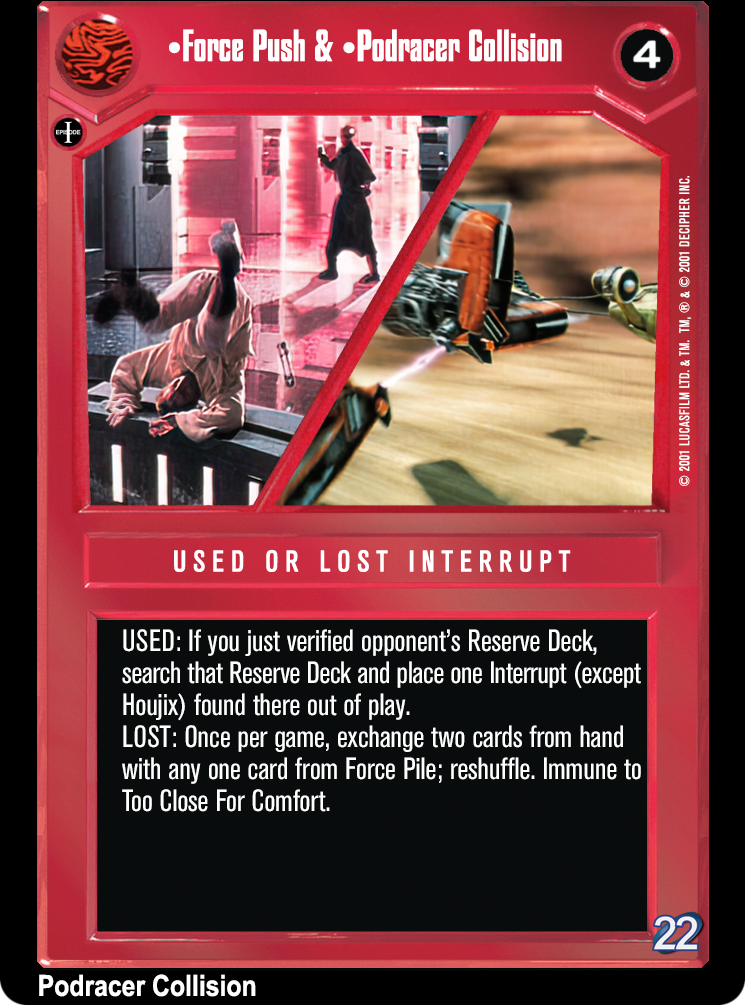 •Force Push & •Podracer Collision
4
EPISODE
I
© 2001 LUCASFILM LTD. & TM. TM, ® & © 2001 DECIPHER INC.
USED OR LOST INTERRUPT
USED: If you just verified opponent's Reserve Deck,
search that Reserve Deck and place one Interrupt (except
Houjix) found there out of play.
LOST: Once per game, exchange two cards from hand
with any one card from Force Pile; reshuffle. Immune to
Too Close For Comfort.
22
Podracer Collision